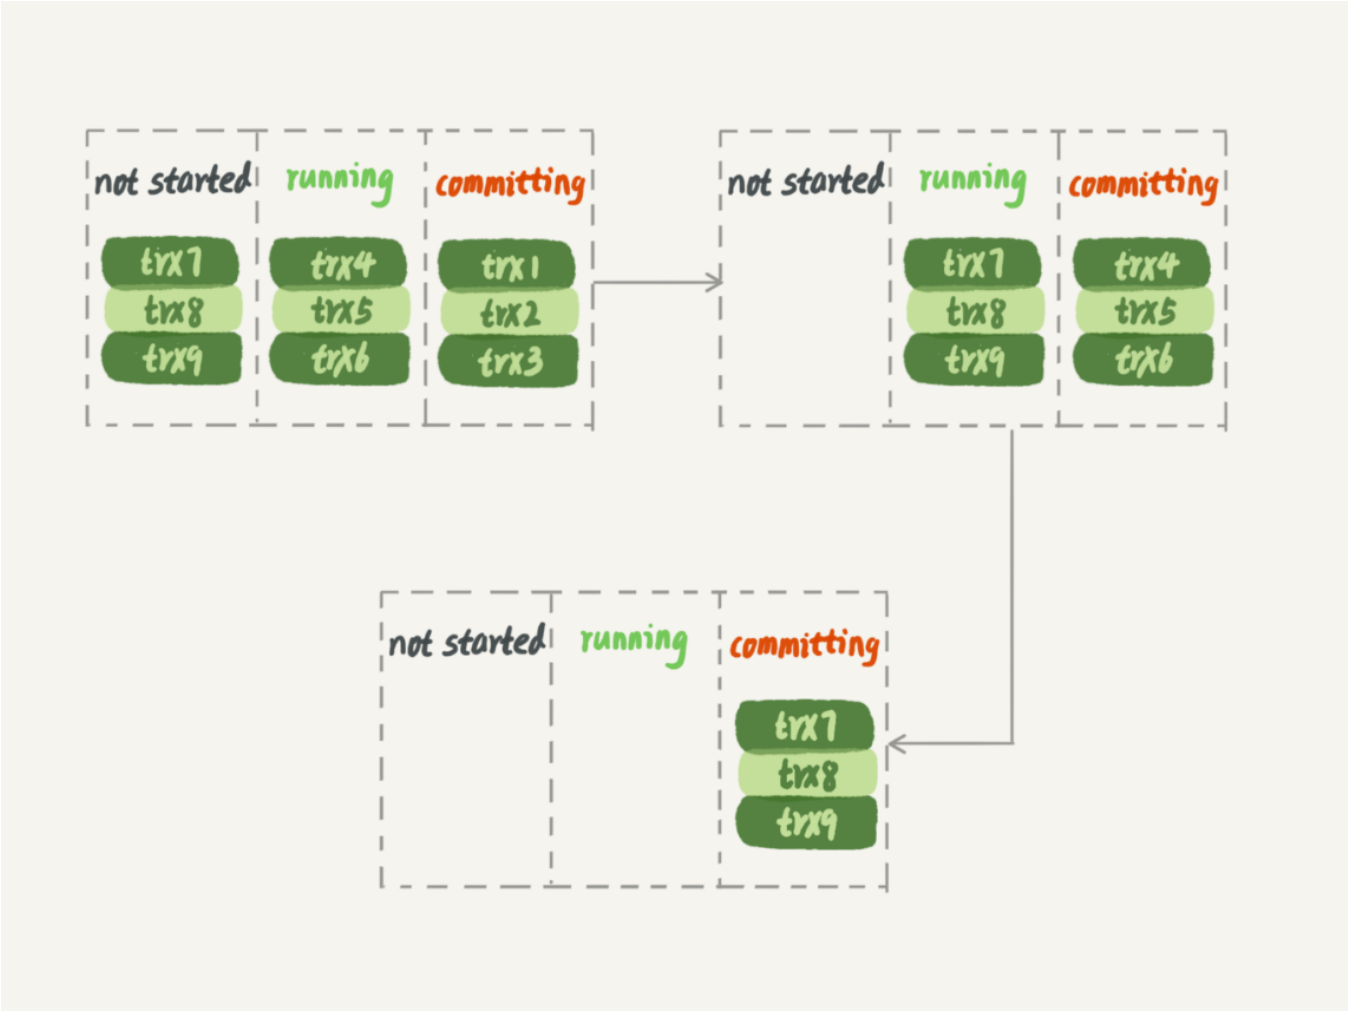 not started running committing
trx7 trx4 trx1
trx8 trx5 trx2
trx9 trx6 trx3
not started running committing
trx7 trx4
trx8 trx5
trx9 trx6
not started running committing
trx7
trx8
trx9